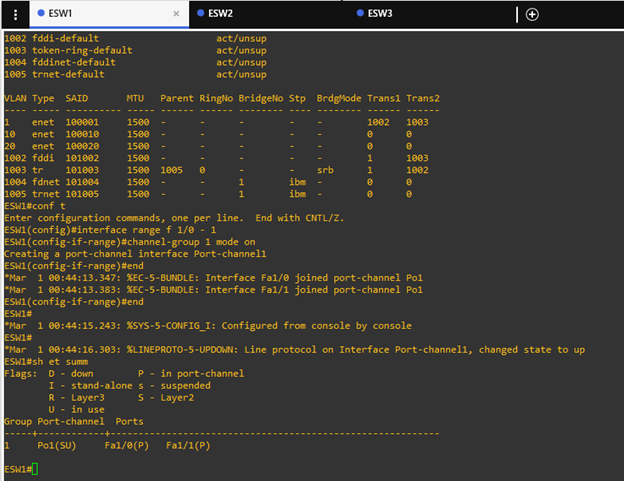 ESW1 × ESW2 ESW3
1002 fddi-default act/unsup
1003 token-ring-default act/unsup
1004 fddinet-default act/unsup
1005 trnet-default act/unsup
VLAN Type SAID MTU Parent RingNo BridgeNo Stp BrdgMode Trans1 Trans2
---- ----- ---------- ----- ------ ------ -------- ---- -------- ------ ------
1 enet 100001 1500 - - - - - 1002 1003
10 enet 100010 1500 - - - - - 0 0
20 enet 100020 1500 - - - - - 0 0
1002 fddi 101002 1500 - - - - - 1 1003
1003 tr 101003 1500 1005 0 - - srb 1 1002
1004 fdnet 101004 1500 - - 1 ibm - 0 0
1005 trnet 101005 1500 - - 1 ibm - 0 0
ESW1#conf t
Enter configuration commands, one per line. End with CNTL/Z.
ESW1(config)#interface range f 1/0 - 1
ESW1(config-if-range)#channel-group 1 mode on
Creating a port-channel interface Port-channel1
ESW1(config-if-range)#end
*Mar 1 00:44:13.347: %EC-5-BUNDLE: Interface Fa1/0 joined port-channel Po1
*Mar 1 00:44:13.383: %EC-5-BUNDLE: Interface Fa1/1 joined port-channel Po1
ESW1(config-if-range)#end
ESW1#
*Mar 1 00:44:15.243: %SYS-5-CONFIG_I: Configured from console by console
ESW1#
*Mar 1 00:44:16.303: %LINEPROTO-5-UPDOWN: Line protocol on Interface Port-channel1, changed state to up
ESW1#sh et summ
Flags: D - down P - in port-channel
I - stand-alone s - suspended
R - Layer3 S - Layer2
U - in use
Group Port-channel Ports
-----+------------+-----------------------------------------------------------
1 Po1(SU) Fa1/0(P) Fa1/1(P)
ESW1#